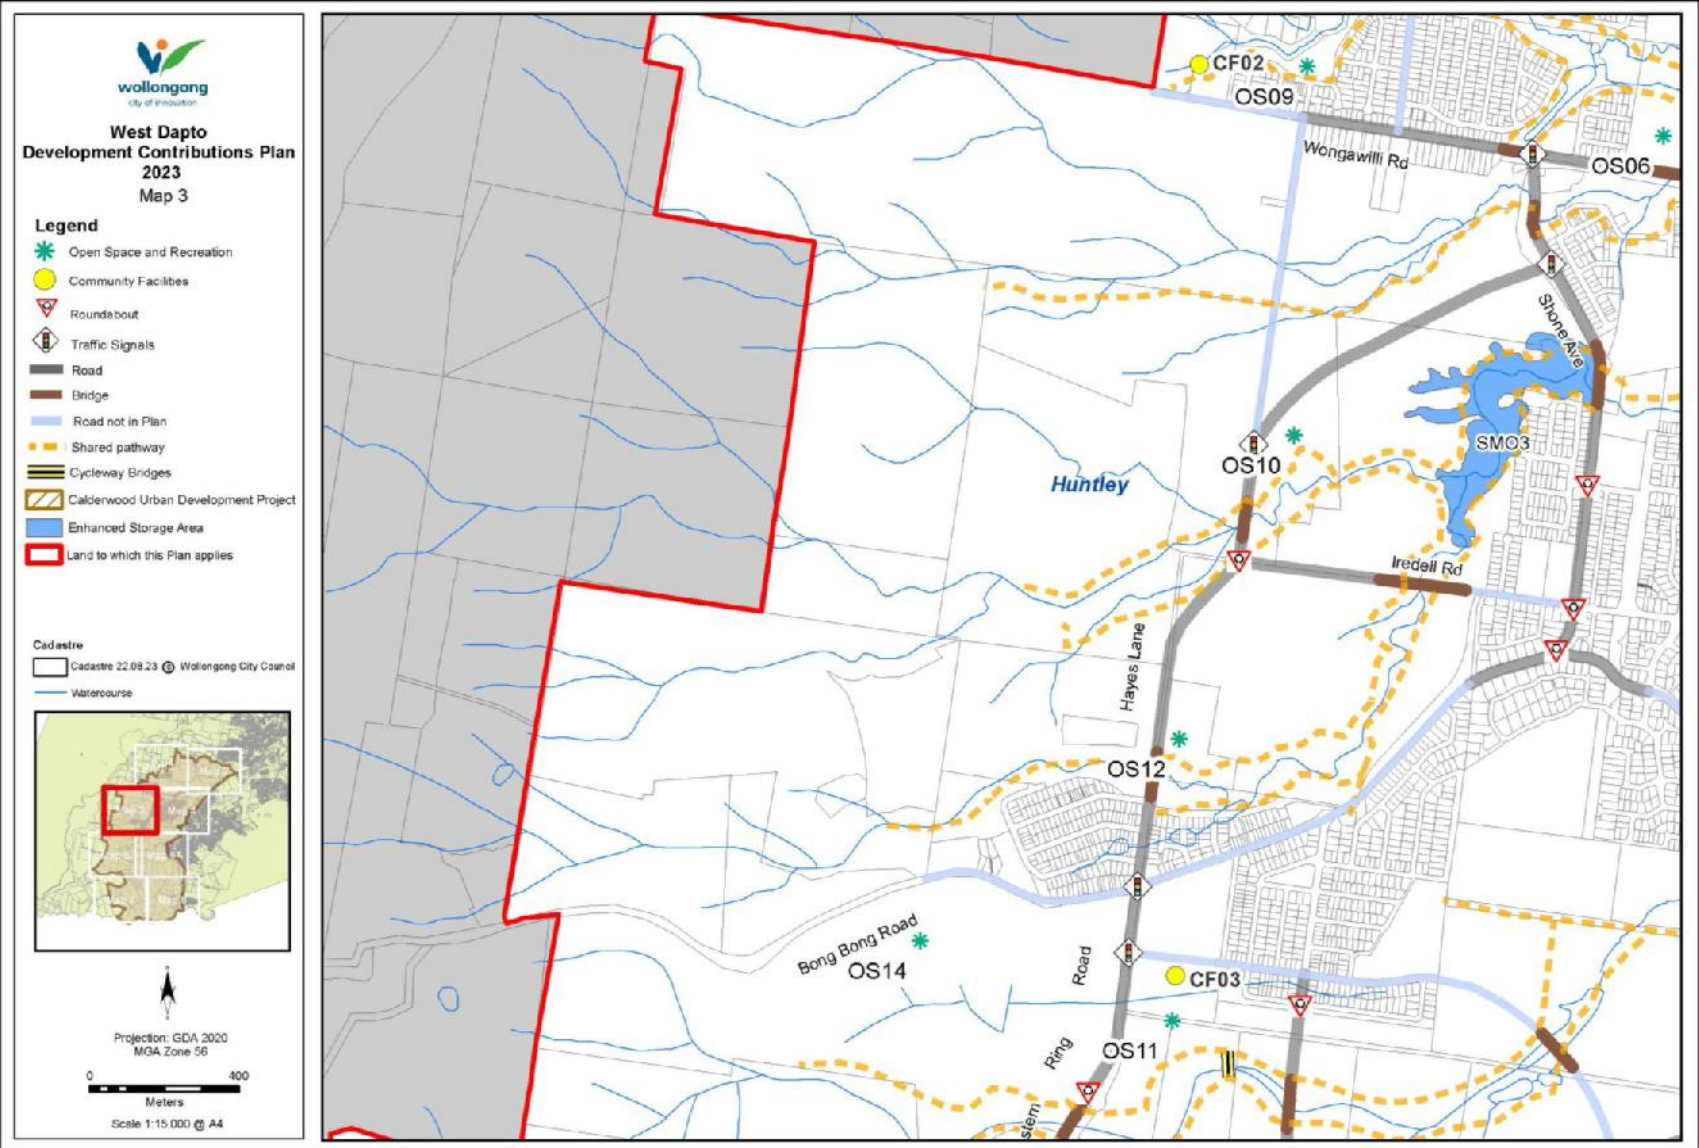 wollongong
city of innovation
West Dapto
Development Contributions Plan
2023
Map 3
Legend
Open Space and Recreation
Community Facilities
Roundabout
Traffic Signals
Road
Bridge
Road not in Plan
Shared pathway
Cycleway Bridges
Calderwood Urban Development Project
Enhanced Storage Area
Land to which this Plan applies
Cadastre
Cadastre 22.08.23 © Wollongong City Council
Watercourse
Projection: GDA 2020
MGA Zone 56
0 400
Meters
Scale 1:15 000 @ A4
CF02
OS09
Wongawilli Rd
OS06
Shone Ave
SMO3
OS10
Huntley
Iredell Rd
Hayes Lane
OS12
Bong Bong Road
OS14
Road
CF03
OS11
Ring
stern